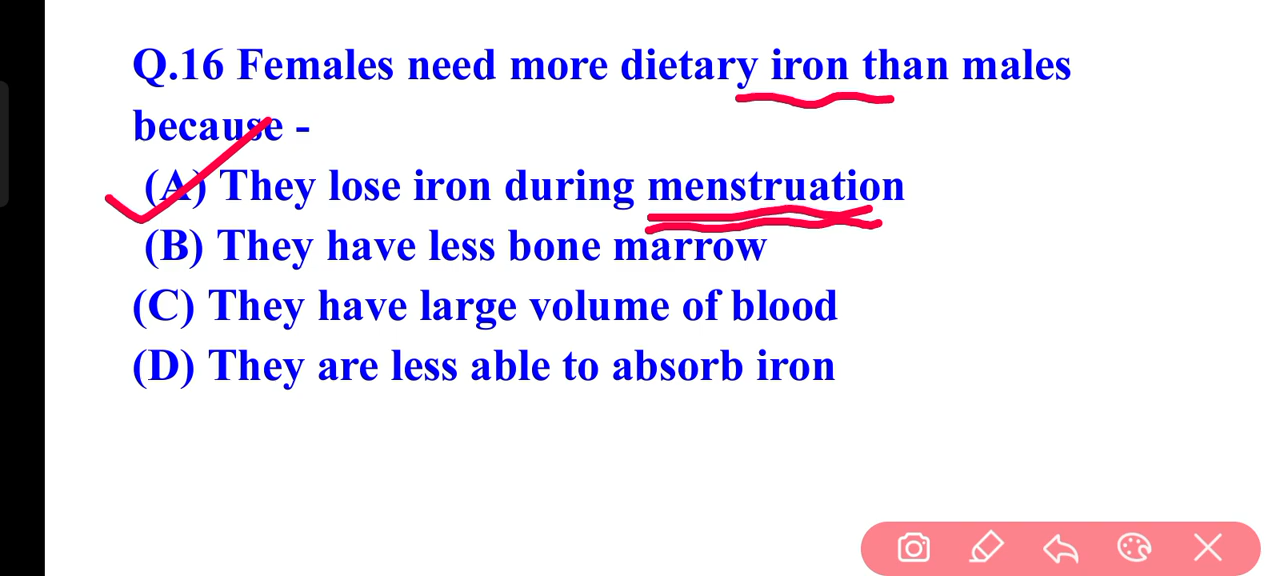 Q.16 Females need more dietary iron than males
because -
(A) They lose iron during menstruation
(B) They have less bone marrow
(C) They have large volume of blood
(D) They are less able to absorb iron